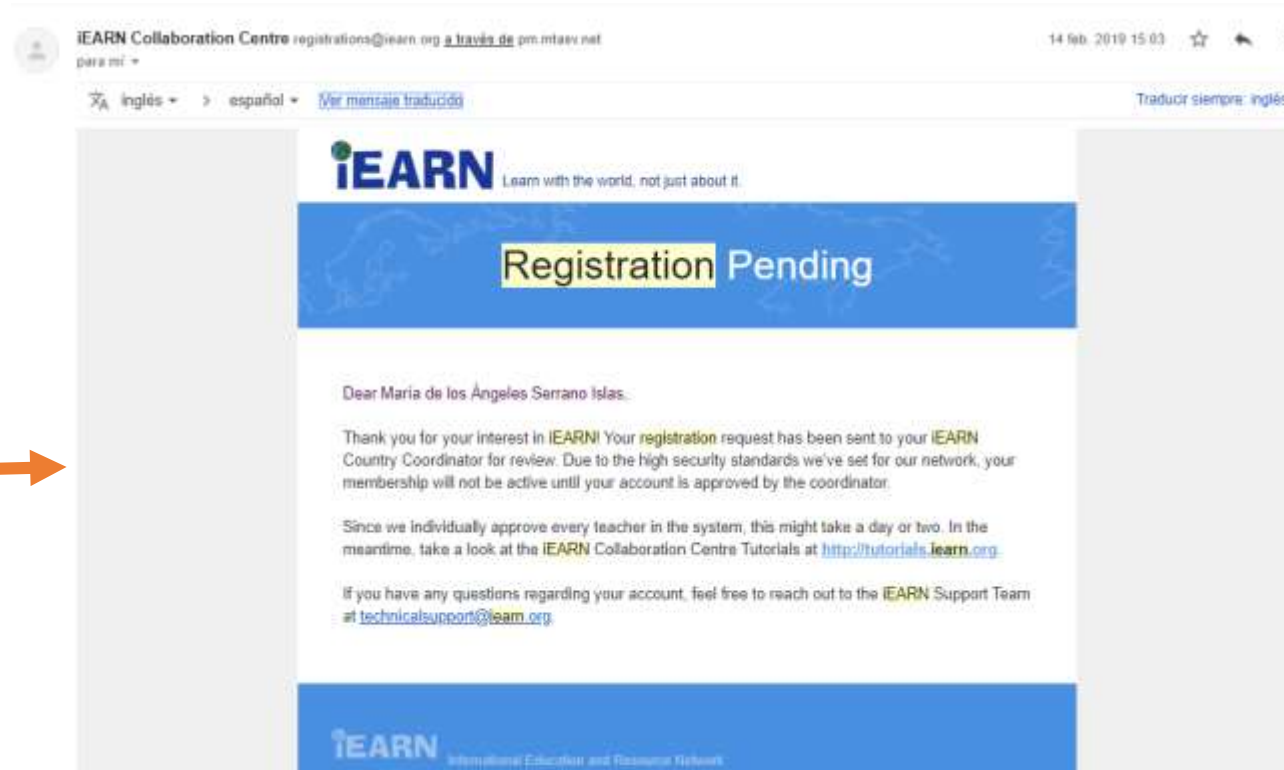 iEARN Collaboration Centre registrations@iearn.org a través de pm.mtasv.net
14 feb. 2019 15:03
para mí
inglés > español Ver mensaje traducido
Traducir siempre: inglés
iEARN Learn with the world, not just about it.
Registration Pending
Dear Maria de los Ángeles Serrano Islas,
Thank you for your interest in iEARN! Your registration request has been sent to your iEARN
Country Coordinator for review. Due to the high security standards we've set for our network, your
membership will not be active until your account is approved by the coordinator.
Since we individually approve every teacher in the system, this might take a day or two. In the
meantime, take a look at the iEARN Collaboration Centre Tutorials at http://tutorials.iearn.org.
If you have any questions regarding your account, feel free to reach out to the iEARN Support Team
at technicalsupport@iearn.org.
iEARN International Education and Resource Network